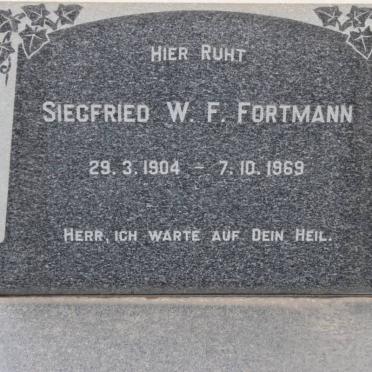 Hier Ruht
Siegfried W. F. Fortmann
29. 3. 1904 – 7. 10. 1969
Herr, ich warte auf Dein Heil.